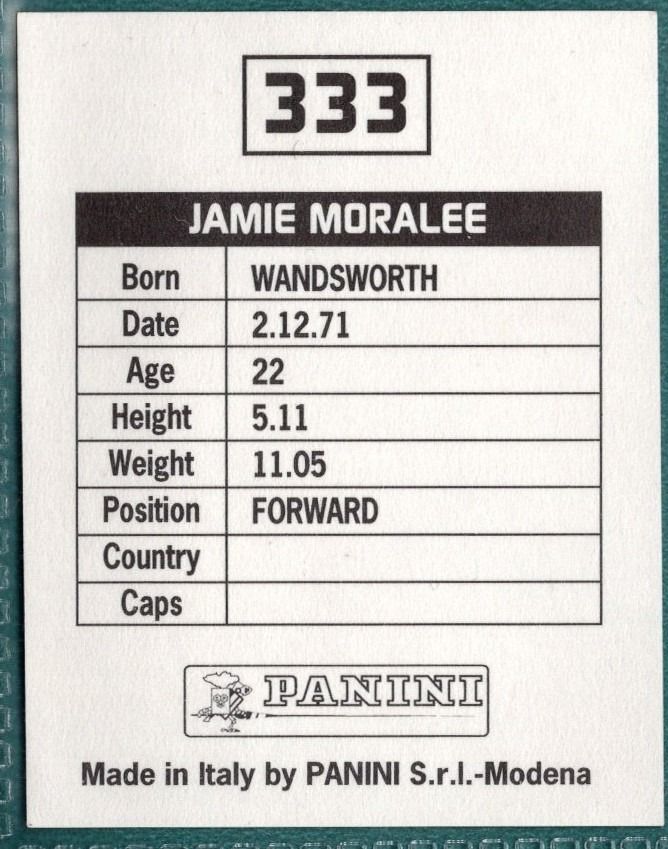 333
JAMIE MORALEE
Born WANDSWORTH
Date 2.12.71
Age 22
Height 5.11
Weight 11.05
Position FORWARD
Country
Caps
PANINI
Made in Italy by PANINI S.r.l.-Modena